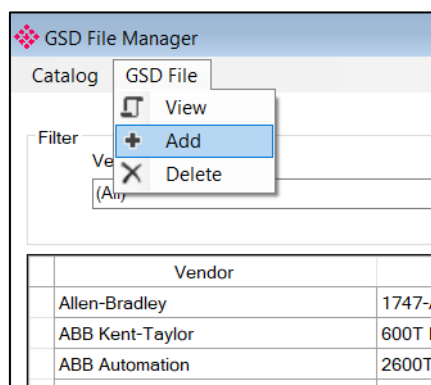 GSD File Manager
Catalog GSD File
View
Add
Delete
Filter
Ve
(All)
Vendor
Allen-Bradley 1747-
ABB Kent-Taylor 600T
ABB Automation 2600T